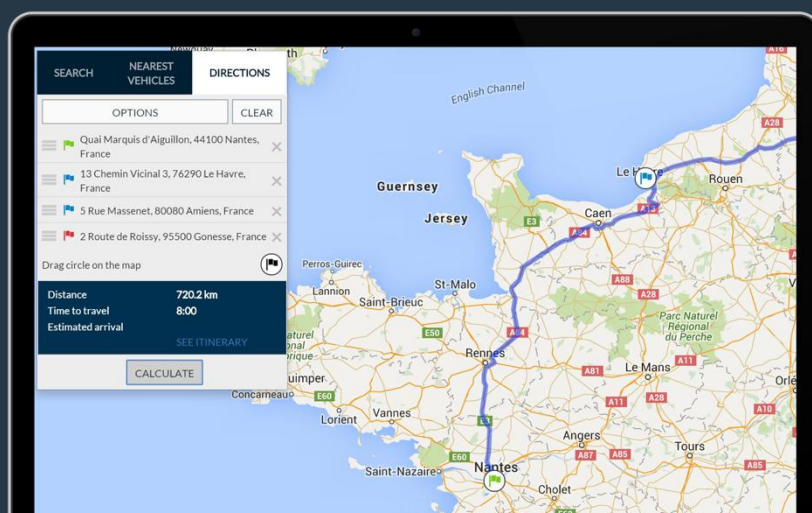 SEARCH
NEAREST
VEHICLES
DIRECTIONS
OPTIONS
CLEAR
Quai Marquis d'Aiguillon, 44100 Nantes,
France
13 Chemin Vicinal 3, 76290 Le Havre,
France
5 Rue Massenet, 80080 Amiens, France
2 Route de Roissy, 95500 Gonesse, France
Drag circle on the map
Distance 720.2 km
Time to travel 8:00
Estimated arrival
SEE ITINERARY
CALCULATE
A16
English Channel
A28
Le Havre
Rouen
Guernsey
A13
Jersey
E3
Caen
A84
Perros-Guirec
Lannion
St-Malo
A88
A28
Saint-Brieuc
Parc Naturel
Régional
du Perche
E50
A84
Rennes
A11
A81
Le Mans
Concarneau
E60
A11
A28
A10
Lorient
Vannes
E3
Angers
Tours
E60
A87
A85
A85
Saint-Nazaire
Nantes
Cholet
E60